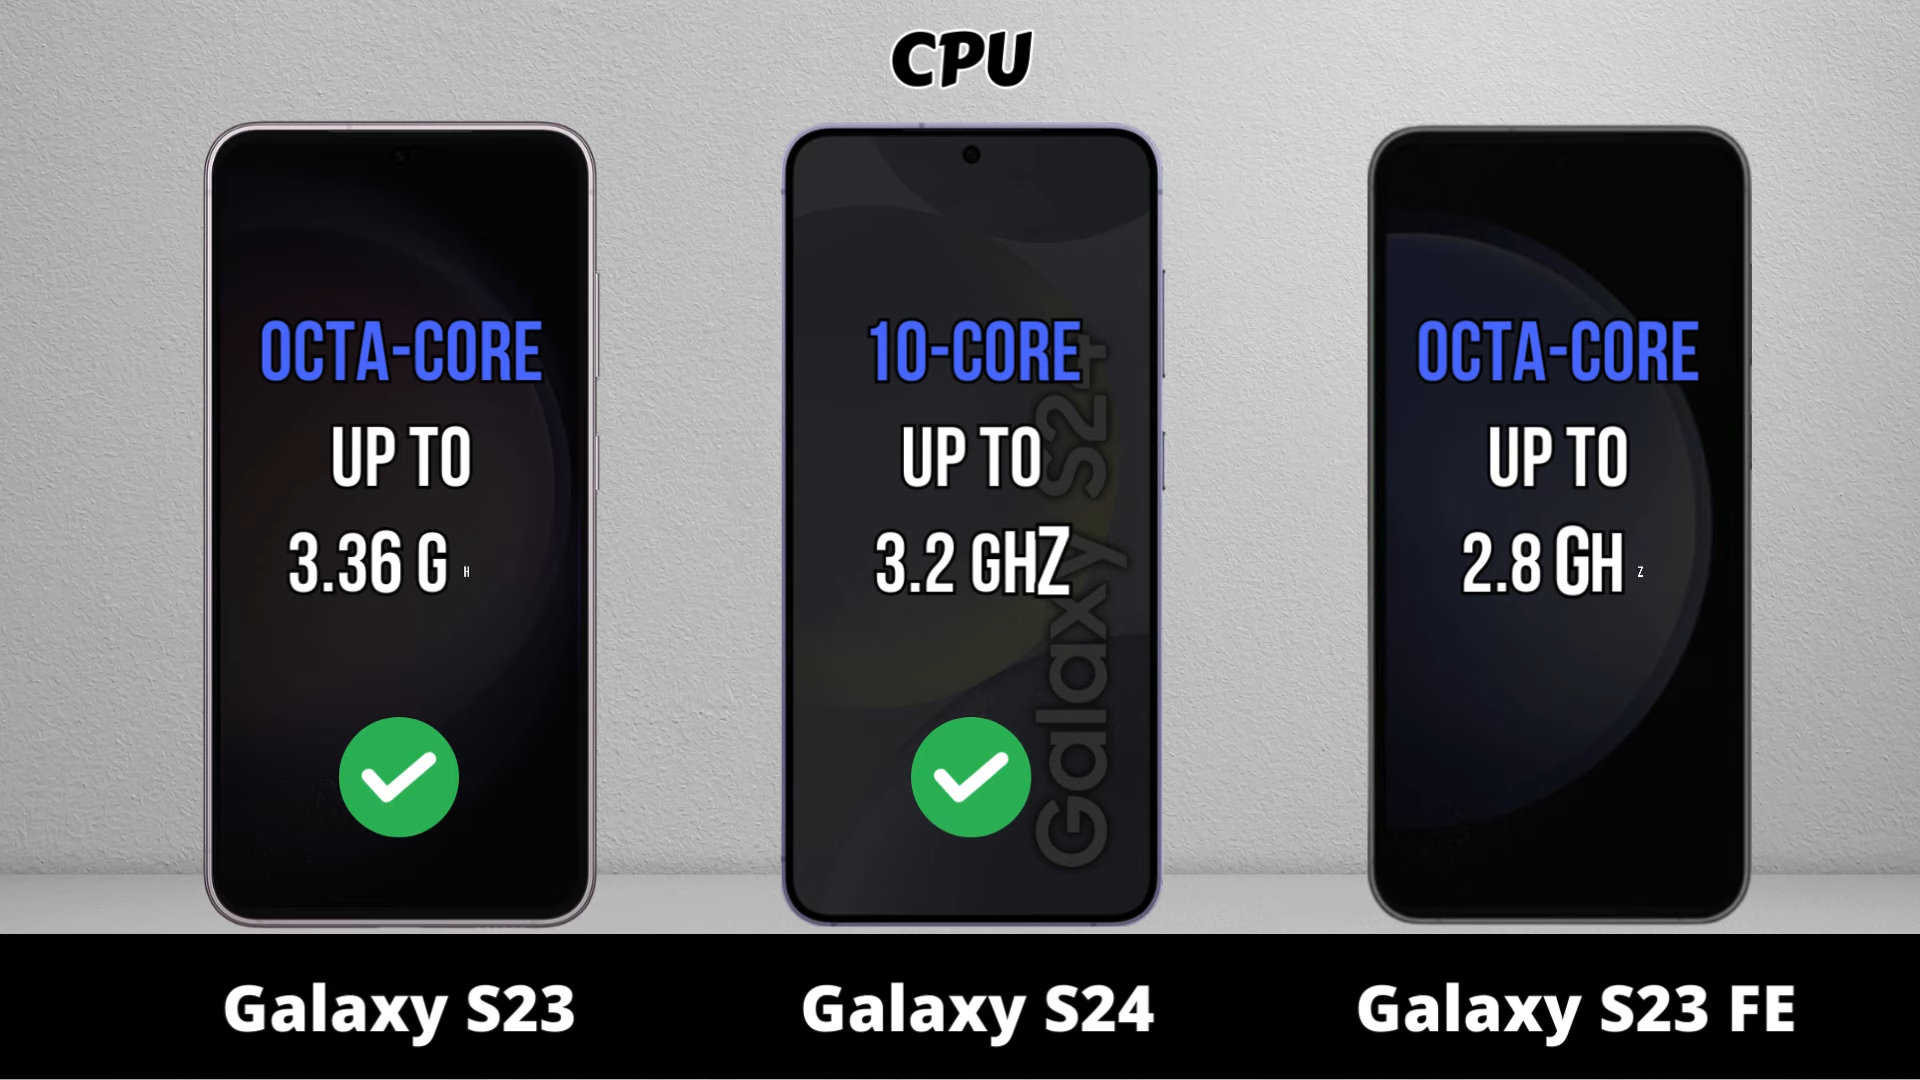 CPU
OCTA-CORE
UP TO
3.36 GH
10-CORE
UP TO
3.2 GHZ
Galaxy S24
OCTA-CORE
UP TO
2.8 GHZ
Galaxy S23
Galaxy S24
Galaxy S23 FE